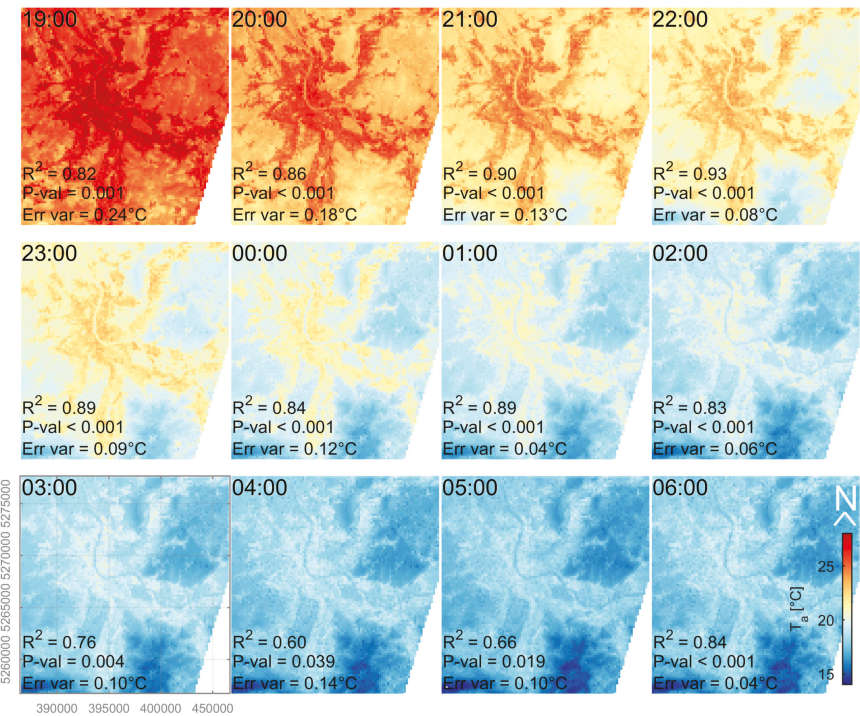 19:00
R² = 0.82
P-val = 0.001
Err var = 0.24°C
20:00
R² = 0.86
P-val < 0.001
Err var = 0.18°C
21:00
R² = 0.90
P-val < 0.001
Err var = 0.13°C
22:00
R² = 0.93
P-val < 0.001
Err var = 0.08°C
23:00
R² = 0.89
P-val < 0.001
Err var = 0.09°C
00:00
R² = 0.84
P-val < 0.001
Err var = 0.12°C
01:00
R² = 0.89
P-val < 0.001
Err var = 0.04°C
02:00
R² = 0.83
P-val < 0.001
Err var = 0.06°C
5275000
5270000
5265000
5260000
03:00
R² = 0.76
P-val = 0.004
Err var = 0.10°C
390000 395000 400000 450000
04:00
R² = 0.60
P-val = 0.039
Err var = 0.14°C
05:00
R² = 0.66
P-val = 0.019
Err var = 0.10°C
06:00
R² = 0.84
P-val < 0.001
Err var = 0.04°C
N
Ta [°C]
25
20
15